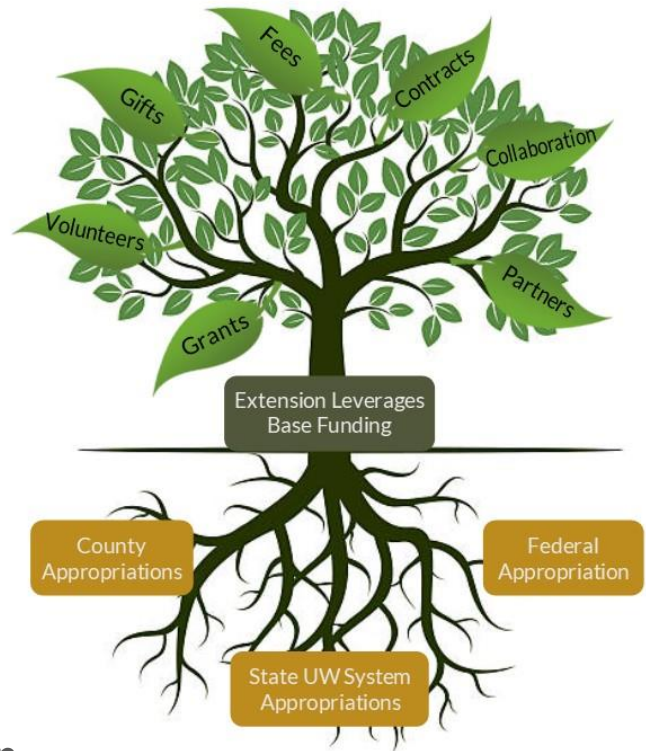 Fees
Contracts
Gifts
Collaboration
Volunteers
Partners
Grants
Extension Leverages
Base Funding
County
Appropriations
Federal
Appropriation
State UW System
Appropriations